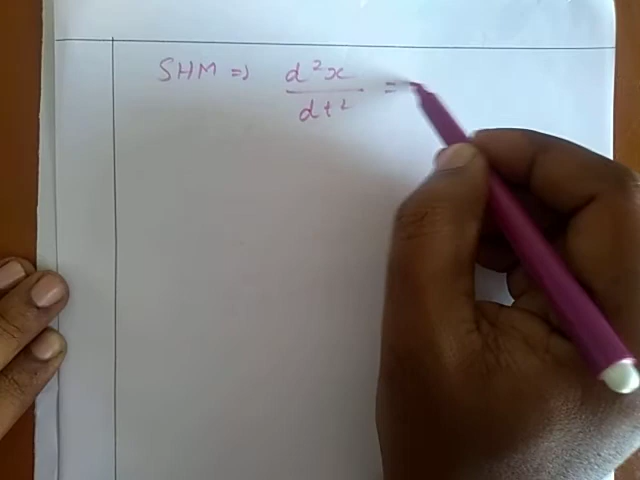 SHM ⇒ d²x/dt² =